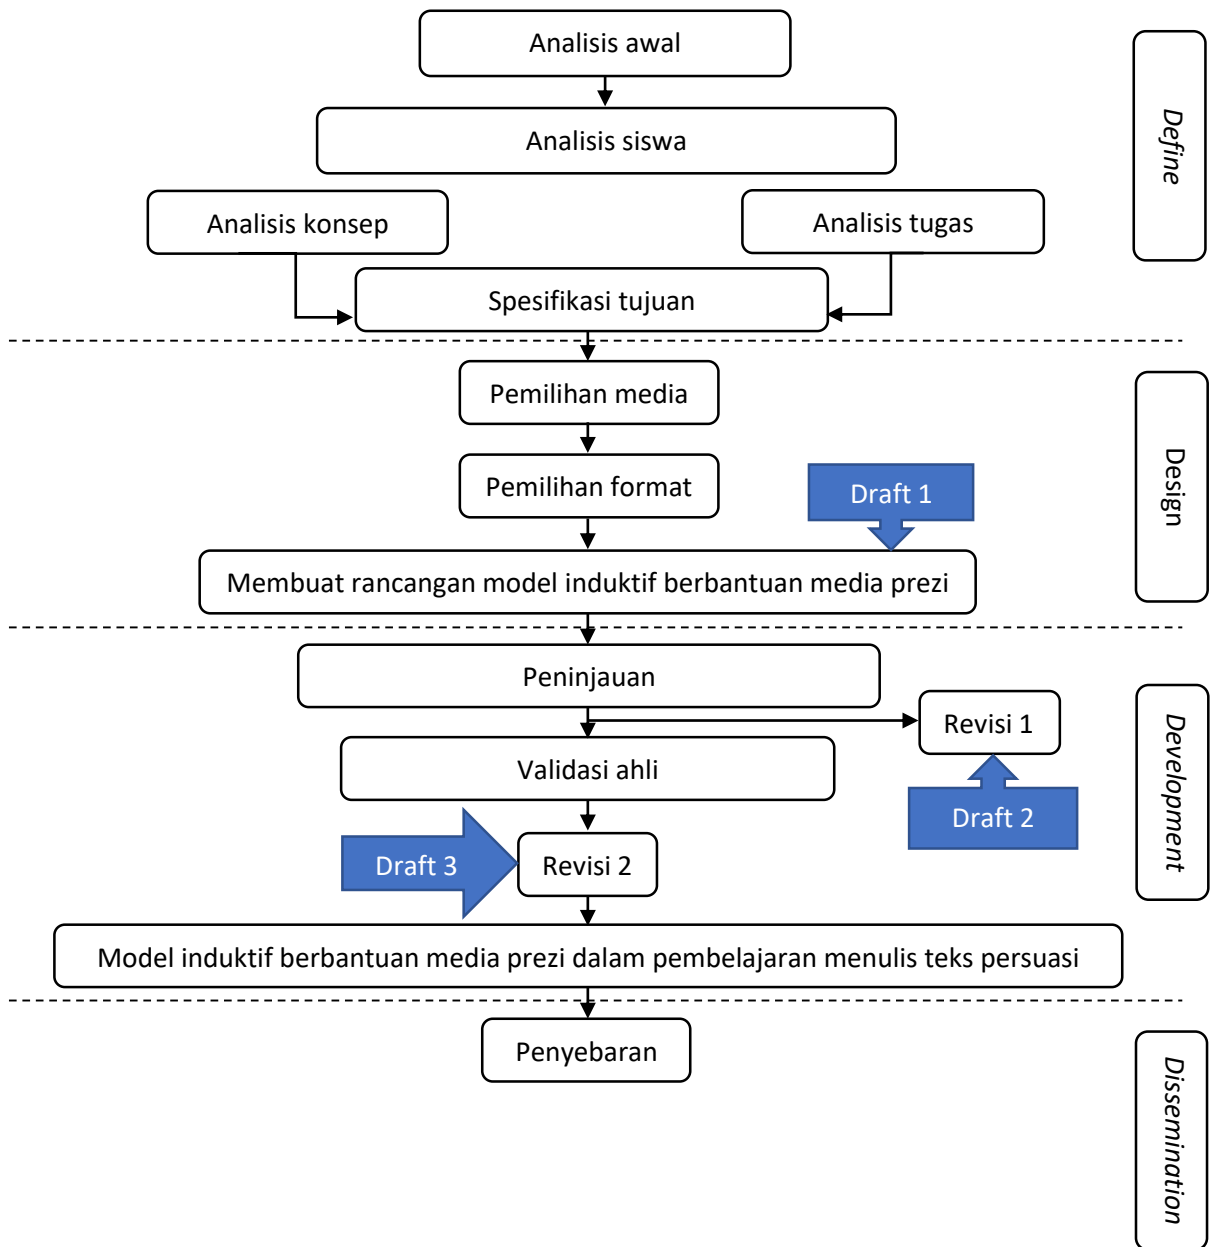 Analisis awal
Define
Analisis siswa
Analisis konsep
Analisis tugas
Spesifikasi tujuan
Pemilihan media
Design
Pemilihan format
Draft 1
Membuat rancangan model induktif berbantuan media prezi
Peninjauan
Development
Revisi 1
Validasi ahli
Draft 2
Draft 3
Revisi 2
Model induktif berbantuan media prezi dalam pembelajaran menulis teks persuasi
Penyebaran
Dissemination